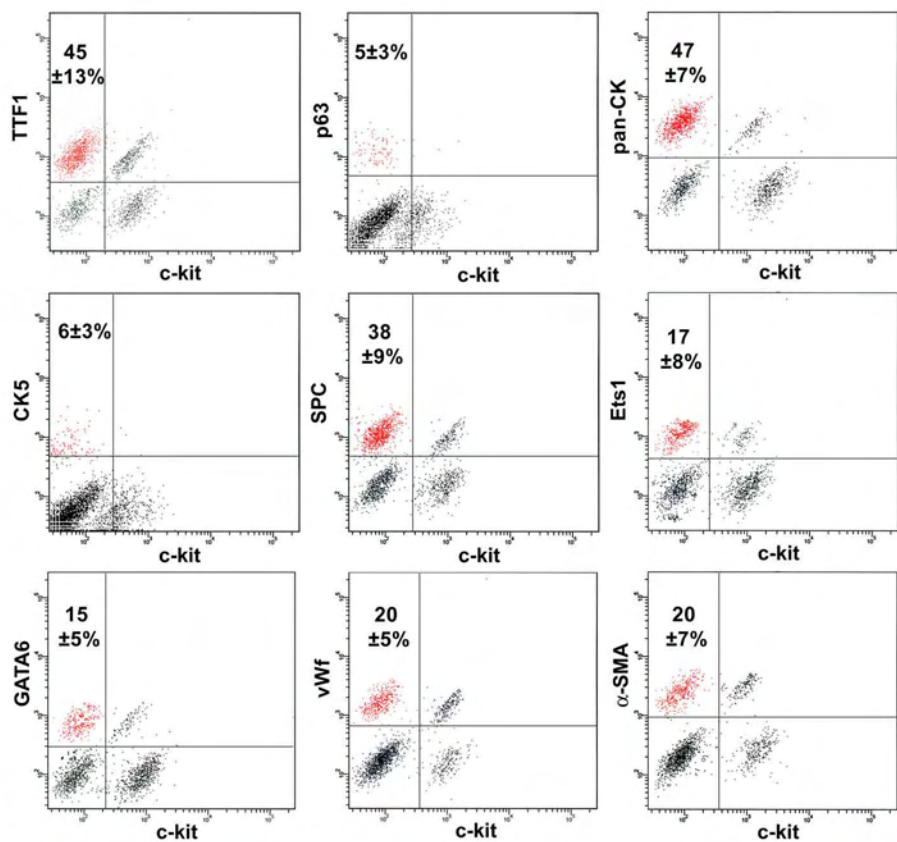 45
±13%
TTF1
c-kit
5±3%
p63
c-kit
47
±7%
pan-CK
c-kit
6±3%
CK5
c-kit
38
±9%
SPC
c-kit
17
±8%
Ets1
c-kit
15
±5%
GATA6
c-kit
20
±5%
vWf
c-kit
20
±7%
α-SMA
c-kit